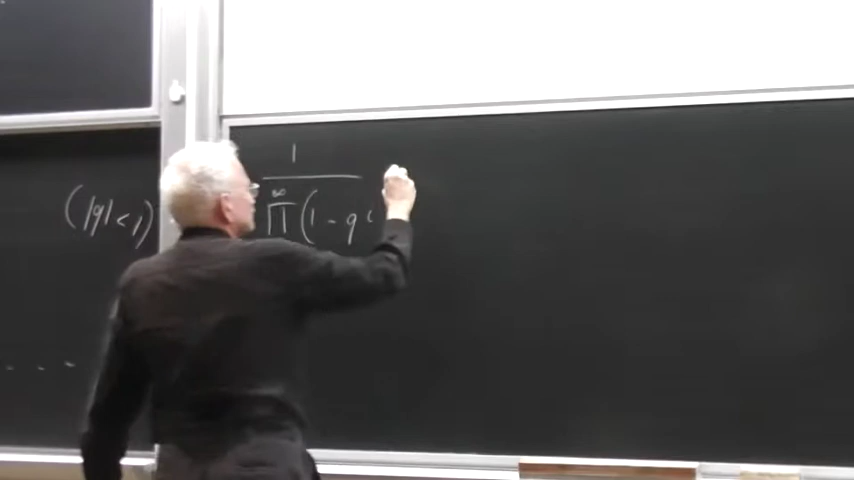 (|q|<1)
1
∞
∏(1-q^i
....